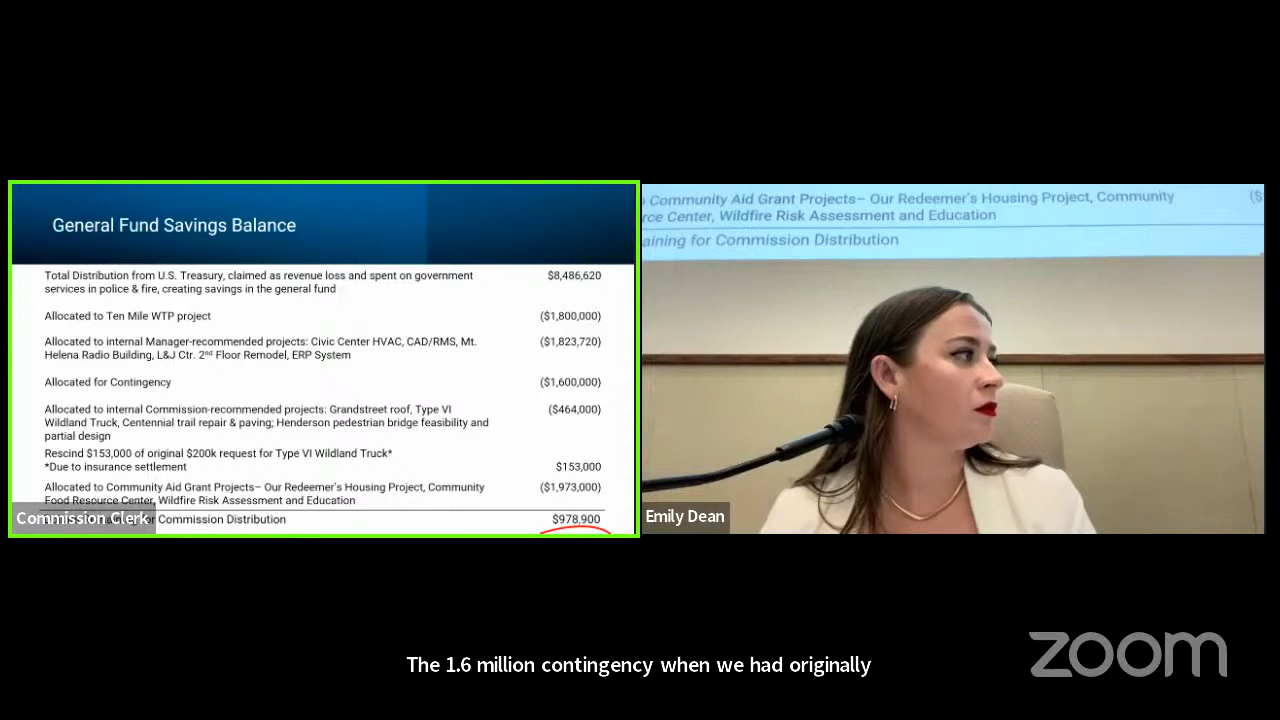 General Fund Savings Balance
Total Distribution from U.S. Treasury, claimed as revenue loss and spent on government
services in police & fire, creating savings in the general fund
$8,486,620
Allocated to Ten Mile WTP project
($1,800,000)
Allocated to internal Manager-recommended projects: Civic Center HVAC, CAD/RMS, Mt.
Helena Radio Building, L&J Ctr. 2nd Floor Remodel, ERP System
($1,823,720)
Allocated for Contingency
($1,600,000)
Allocated to internal Commission-recommended projects: Grandstreet roof, Type VI
Wildland Truck, Centennial trail repair & paving; Henderson pedestrian bridge feasibility and
partial design
($464,000)
Rescind $153,000 of original $200k request for Type VI Wildland Truck*
*Due to insurance settlement
$153,000
Allocated to Community Aid Grant Projects– Our Redeemer's Housing Project, Community
Food Resource Center, Wildfire Risk Assessment and Education
($1,973,000)
Commission Distribution
$978,900
Commission Clerk
Community Aid Grant Projects– Our Redeemer's Housing Project, Community
rce Center, Wildfire Risk Assessment and Education
aining for Commission Distribution
($
Emily Dean
The 1.6 million contingency when we had originally
zoom